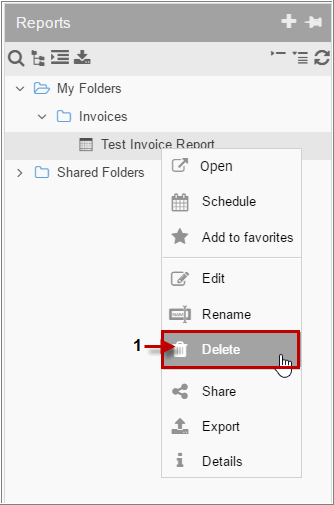 Reports
My Folders
Invoices
Test Invoice Report
Shared Folders
Open
Schedule
Add to favorites
Edit
Rename
1
Delete
Share
Export
Details